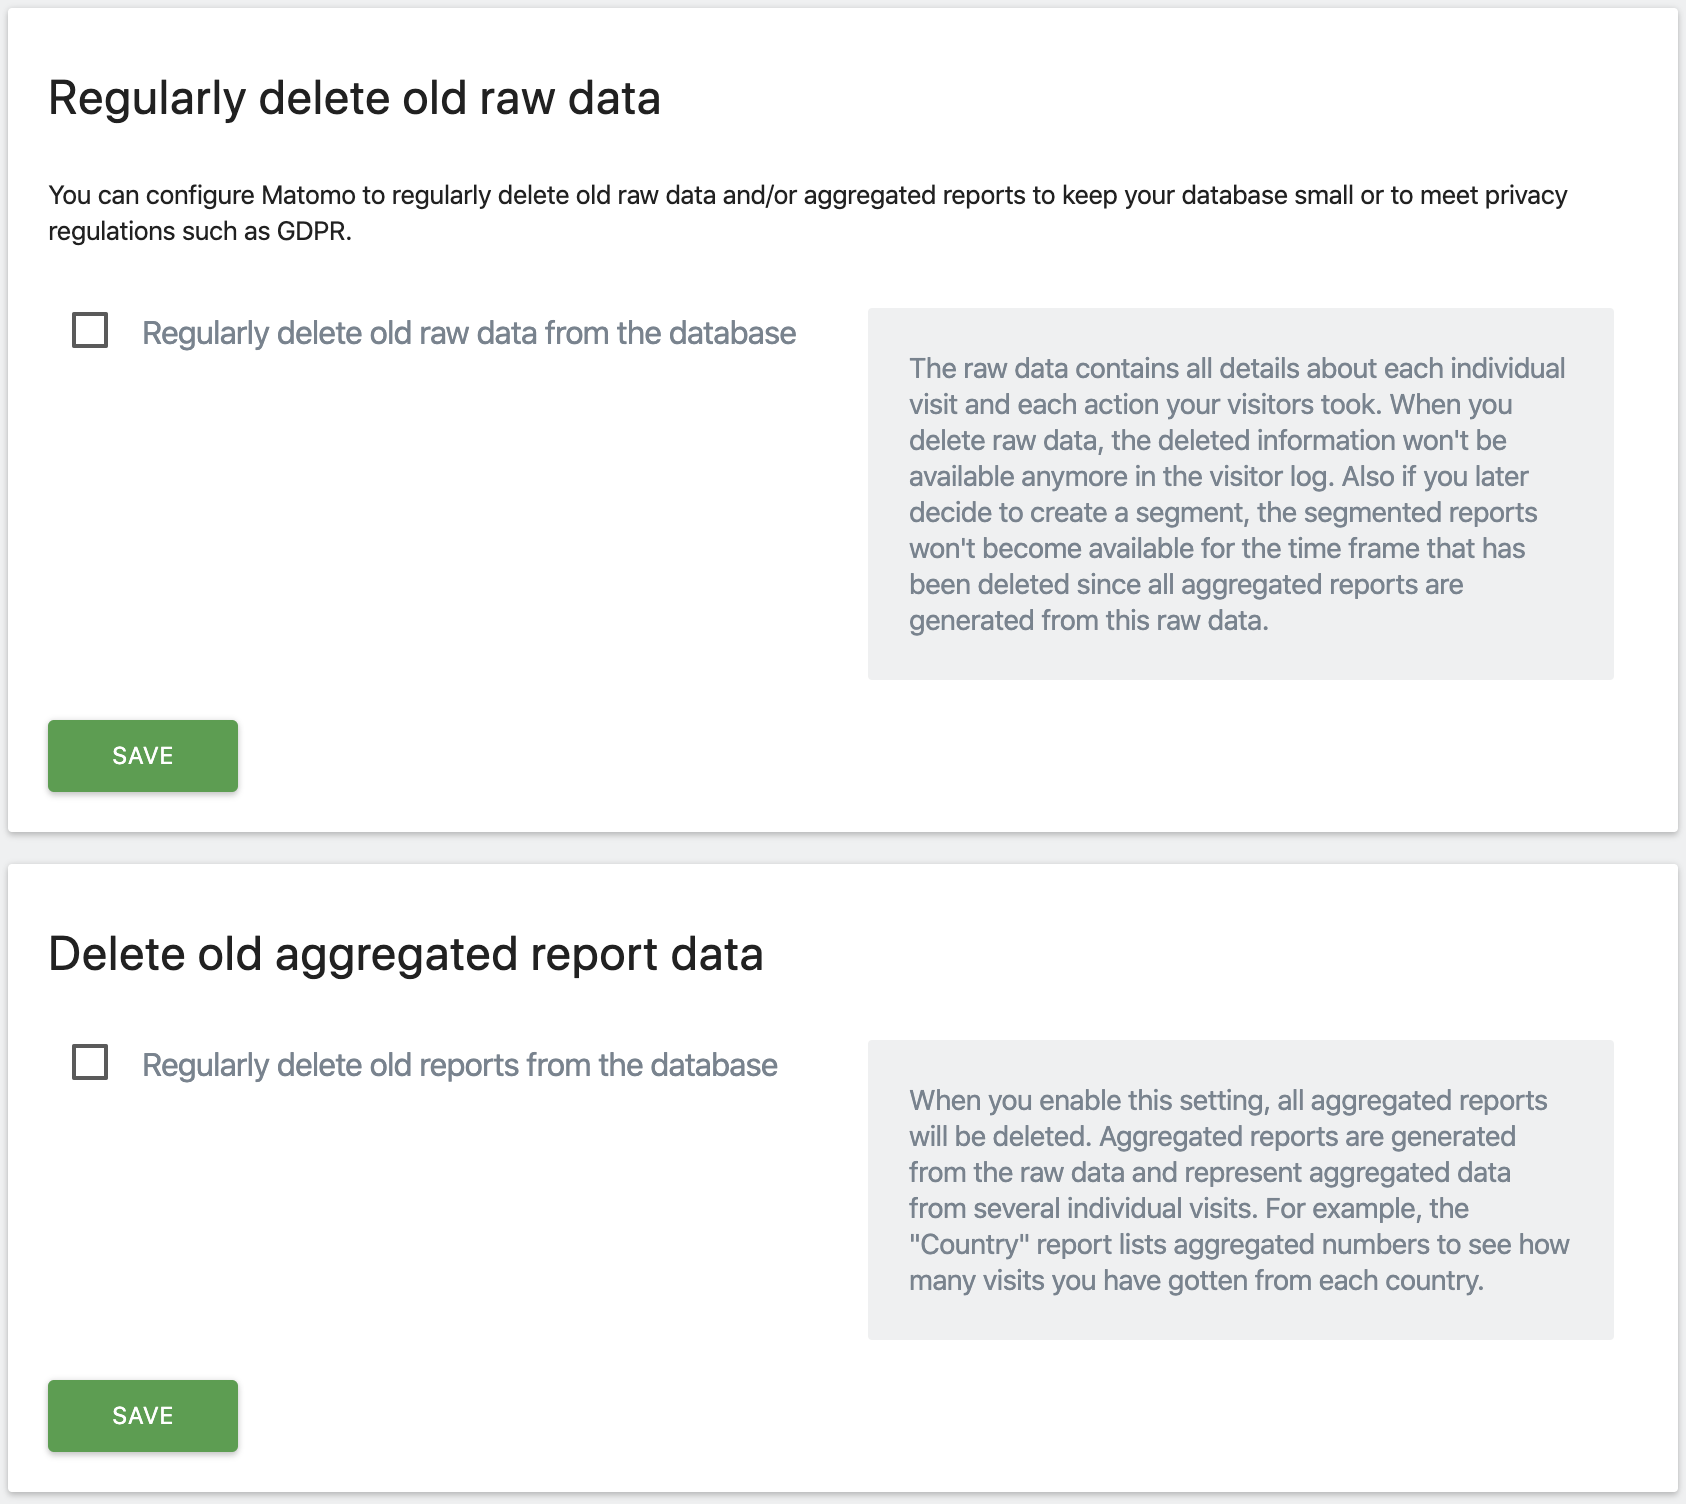 Regularly delete old raw data
You can configure Matomo to regularly delete old raw data and/or aggregated reports to keep your database small or to meet privacy
regulations such as GDPR.
Regularly delete old raw data from the database
The raw data contains all details about each individual
visit and each action your visitors took. When you
delete raw data, the deleted information won't be
available anymore in the visitor log. Also if you later
decide to create a segment, the segmented reports
won't become available for the time frame that has
been deleted since all aggregated reports are
generated from this raw data.
SAVE
Delete old aggregated report data
Regularly delete old reports from the database
When you enable this setting, all aggregated reports
will be deleted. Aggregated reports are generated
from the raw data and represent aggregated data
from several individual visits. For example, the
"Country" report lists aggregated numbers to see how
many visits you have gotten from each country.
SAVE